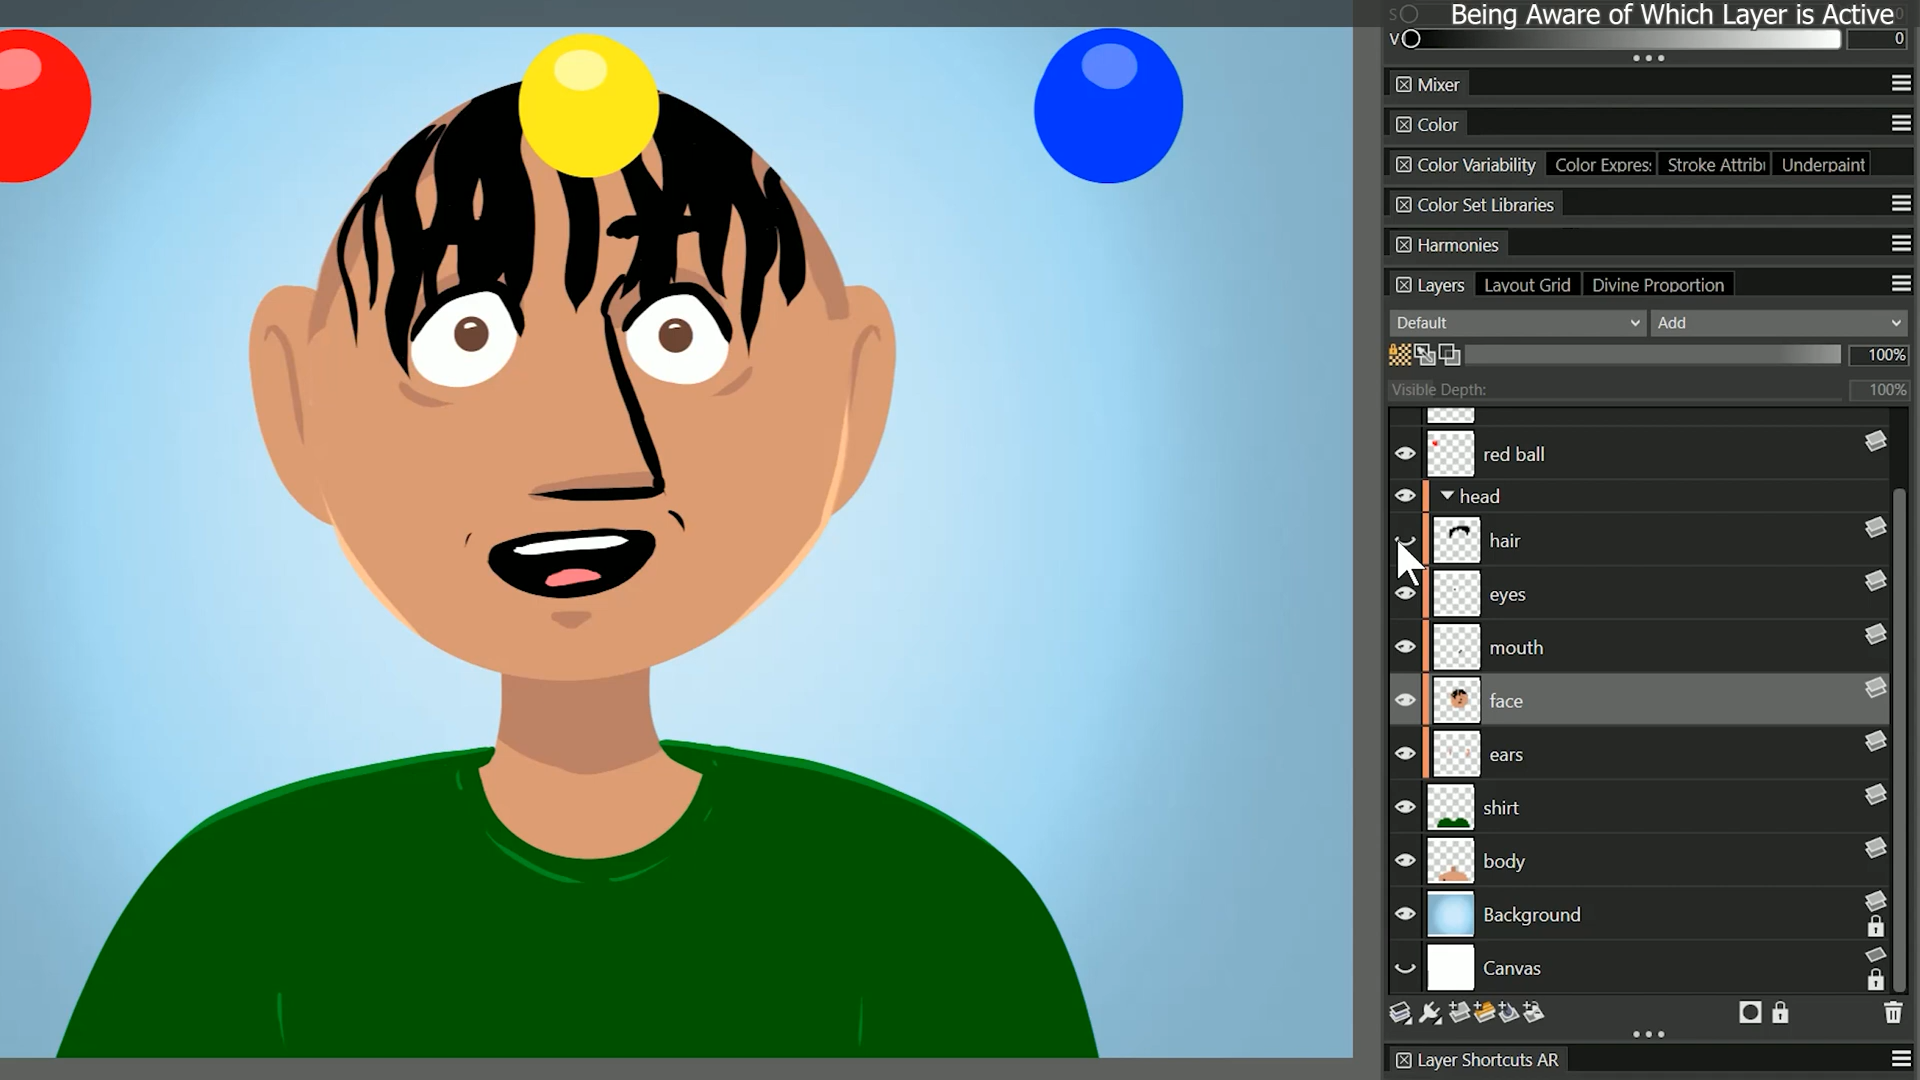 Being Aware of Which Layer is Active
S
V 0
Mixer
Color
Color Variability Color Expres: Stroke Attrib Underpaint
Color Set Libraries
Harmonies
Layers Layout Grid Divine Proportion
Default Add
100%
Visible Depth: 100%
red ball
head
hair
eyes
mouth
face
ears
shirt
body
Background
Canvas
Layer Shortcuts AR